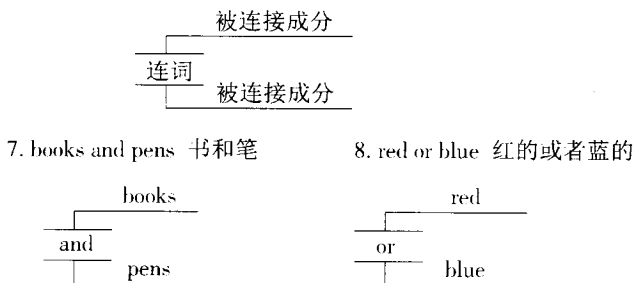 被连接成分
连词
被连接成分
7. books and pens 书和笔 8. red or blue 红的或者蓝的
books red
and or
pens blue